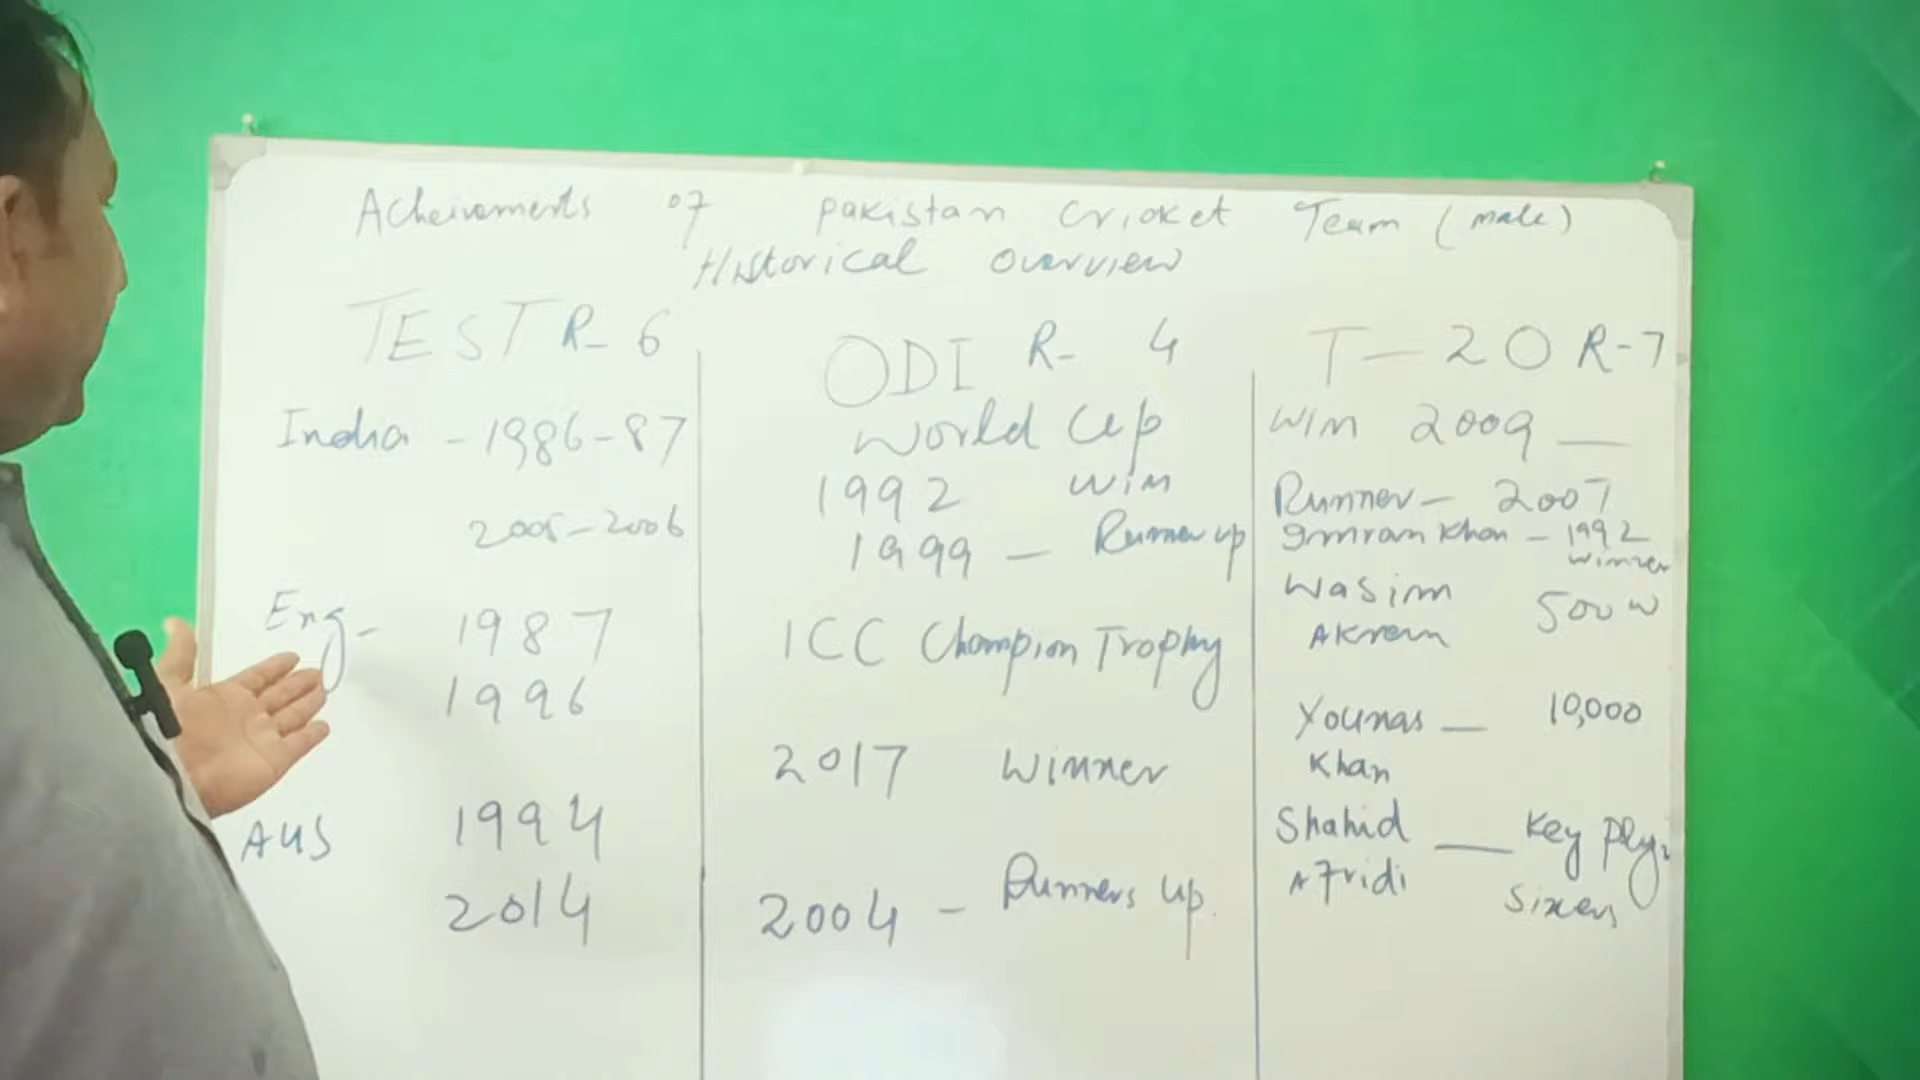 Acheivements of Pakistan Cricket Team (male)
Historical Overview
TEST R-6
India - 1986-87
2005-2006
Eng - 1987
1996
AUS 1994
2014
ODI R- 4
World Cup
1992 Win
1999 — Runner up
ICC Champion Trophy
2017 Winner
2004 - Runners up.
T-20 R-7
Win 2009 —
Runner - 2007
Imran Khan - 1992
winner
Wasim 500 W
Akram
Younas — 10,000
Khan
Shahid — Key
Afridi Sixers